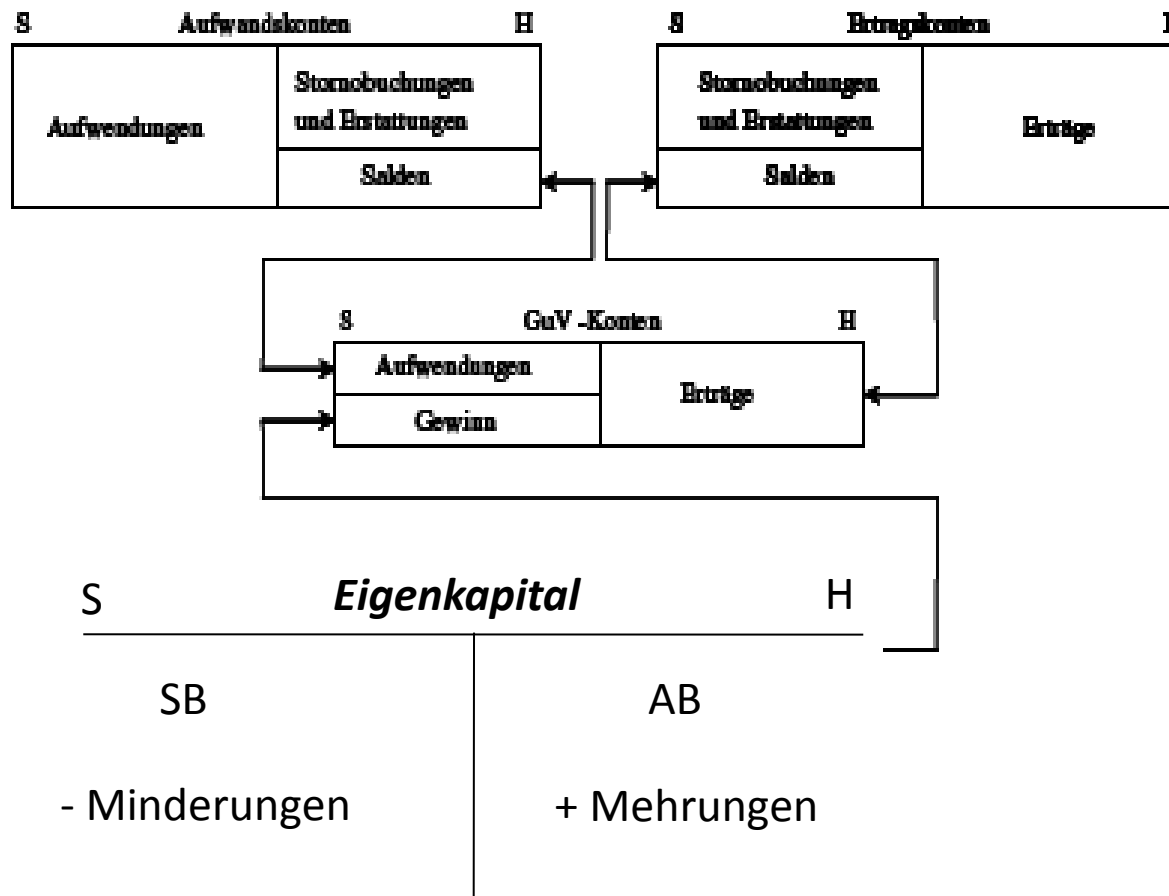 S Aufwandskonten H
Aufwendungen
Stornobuchungen
und Erstattungen
Salden
S Ertragskonten
Stornobuchungen
und Erstattungen
Salden
Erträge
S GuV -Konten H
Aufwendungen
Gewinn
Erträge
S Eigenkapital H
SB AB
- Minderungen + Mehrungen